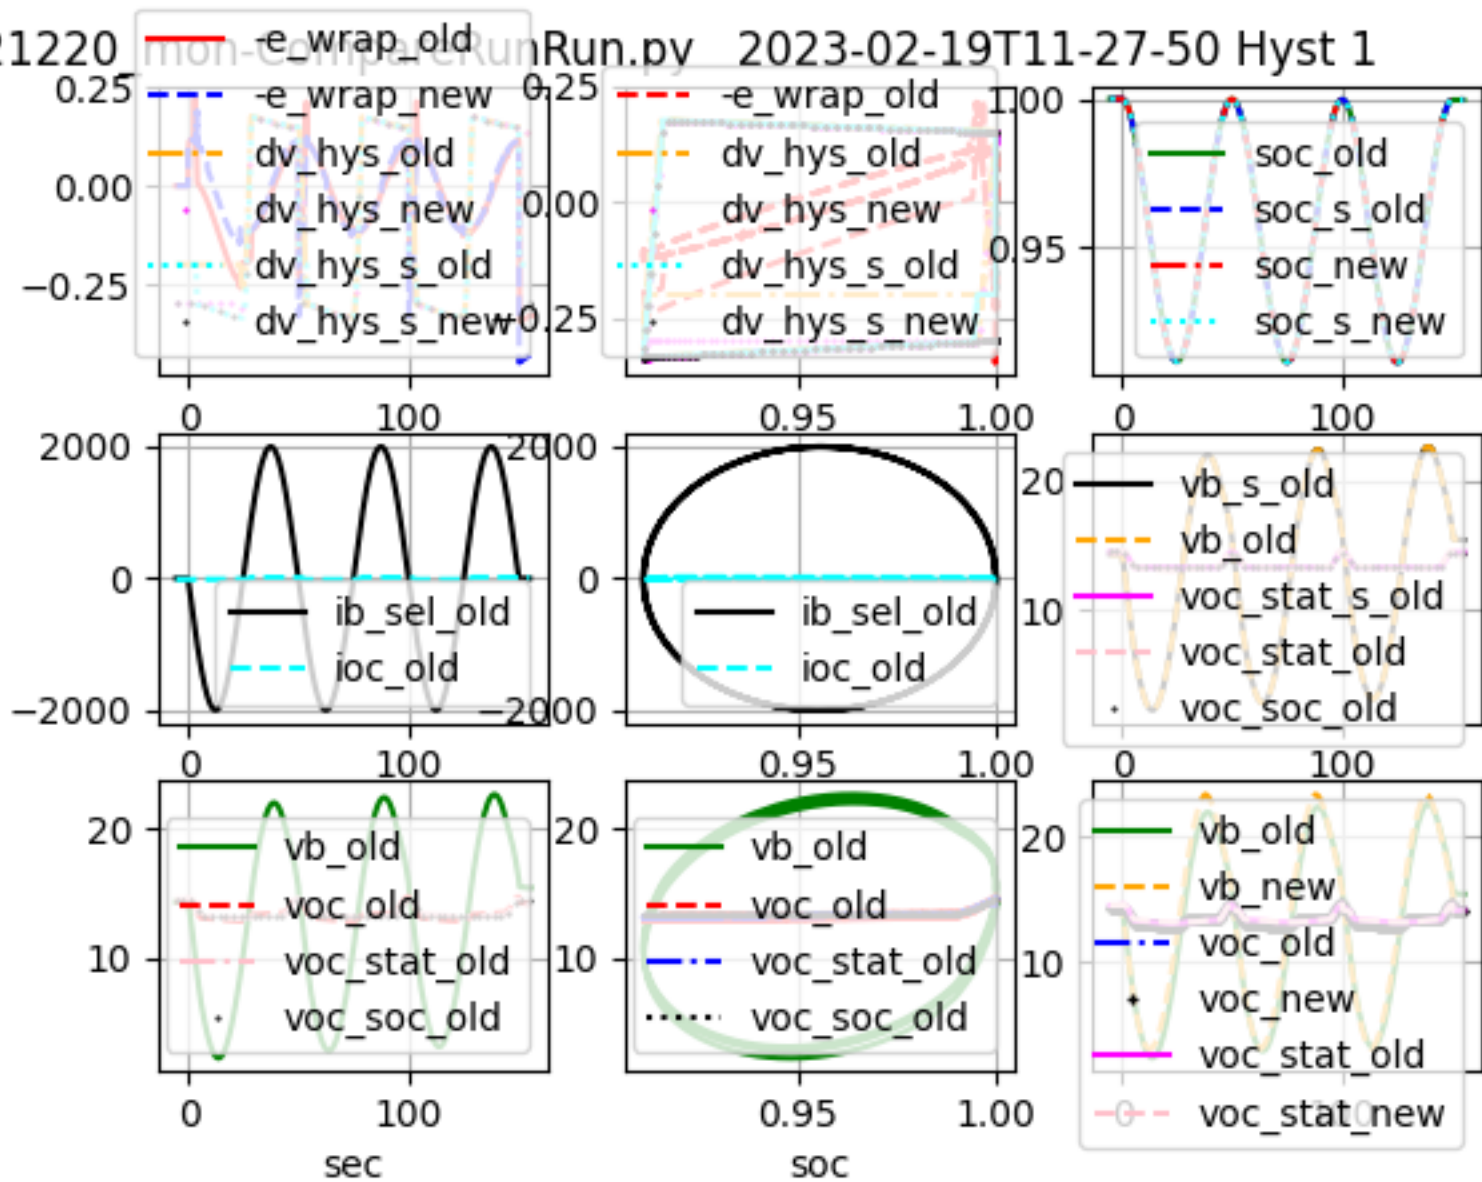 21220_mon-CompareRunRun.py 2023-02-19T11-27-50 Hyst 1
-e_wrap_old
-e_wrap_new
dv_hys_old
dv_hys_new
dv_hys_s_old
dv_hys_s_new
0.25
0.00
−0.25
0
100
-e_wrap_old
dv_hys_old
dv_hys_new
dv_hys_s_old
dv_hys_s_new
0.25
0.00
−0.25
0.95
1.00
soc_old
soc_s_old
soc_new
soc_s_new
1.00
0.95
0
100
2000
0
−2000
ib_sel_old
ioc_old
0
100
2000
0
−2000
ib_sel_old
ioc_old
0.95
1.00
20
10
vb_s_old
vb_old
voc_stat_s_old
voc_stat_old
voc_soc_old
0
100
20
10
vb_old
voc_old
voc_stat_old
voc_soc_old
0
100
sec
20
10
vb_old
voc_old
voc_stat_old
voc_soc_old
0.95
1.00
soc
20
10
vb_old
vb_new
voc_old
voc_new
voc_stat_old
voc_stat_new
0
100